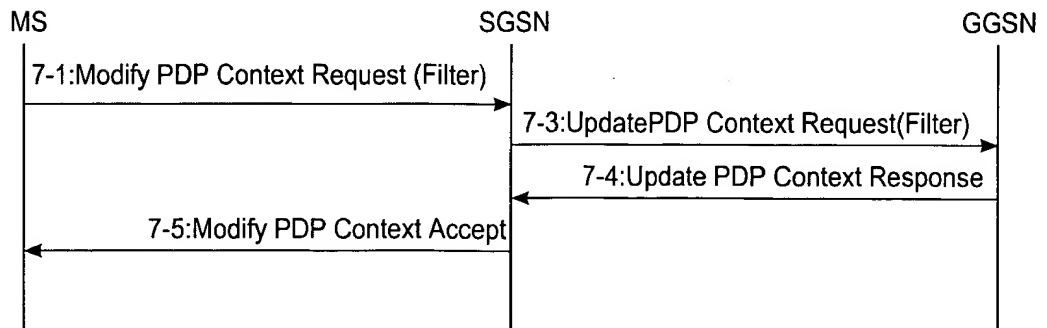 MS
SGSN
GGSN
7-1:Modify PDP Context Request (Filter)
7-3:UpdatePDP Context Request(Filter)
7-4:Update PDP Context Response
7-5:Modify PDP Context Accept